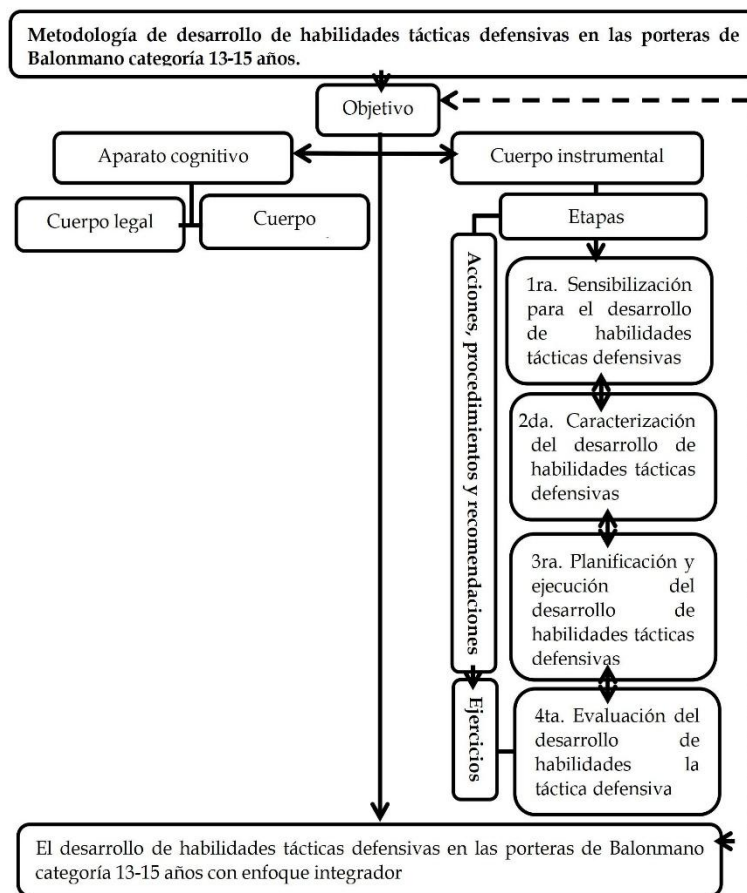 Metodología de desarrollo de habilidades tácticas defensivas en las porteras de
Balonmano categoría 13-15 años.
Objetivo
Aparato cognitivo
Cuerpo instrumental
Cuerpo legal
Cuerpo
Etapas
Acciones, procedimientos y recomendaciones
1ra. Sensibilización
para el desarrollo
de habilidades
tácticas defensivas
2da. Caracterización
del desarrollo de
habilidades tácticas
defensivas
3ra. Planificación y
ejecución del
desarrollo de
habilidades tácticas
defensivas
Ejercicios
4ta. Evaluación del
desarrollo de
habilidades la
táctica defensiva
El desarrollo de habilidades tácticas defensivas en las porteras de Balonmano
categoría 13-15 años con enfoque integrador